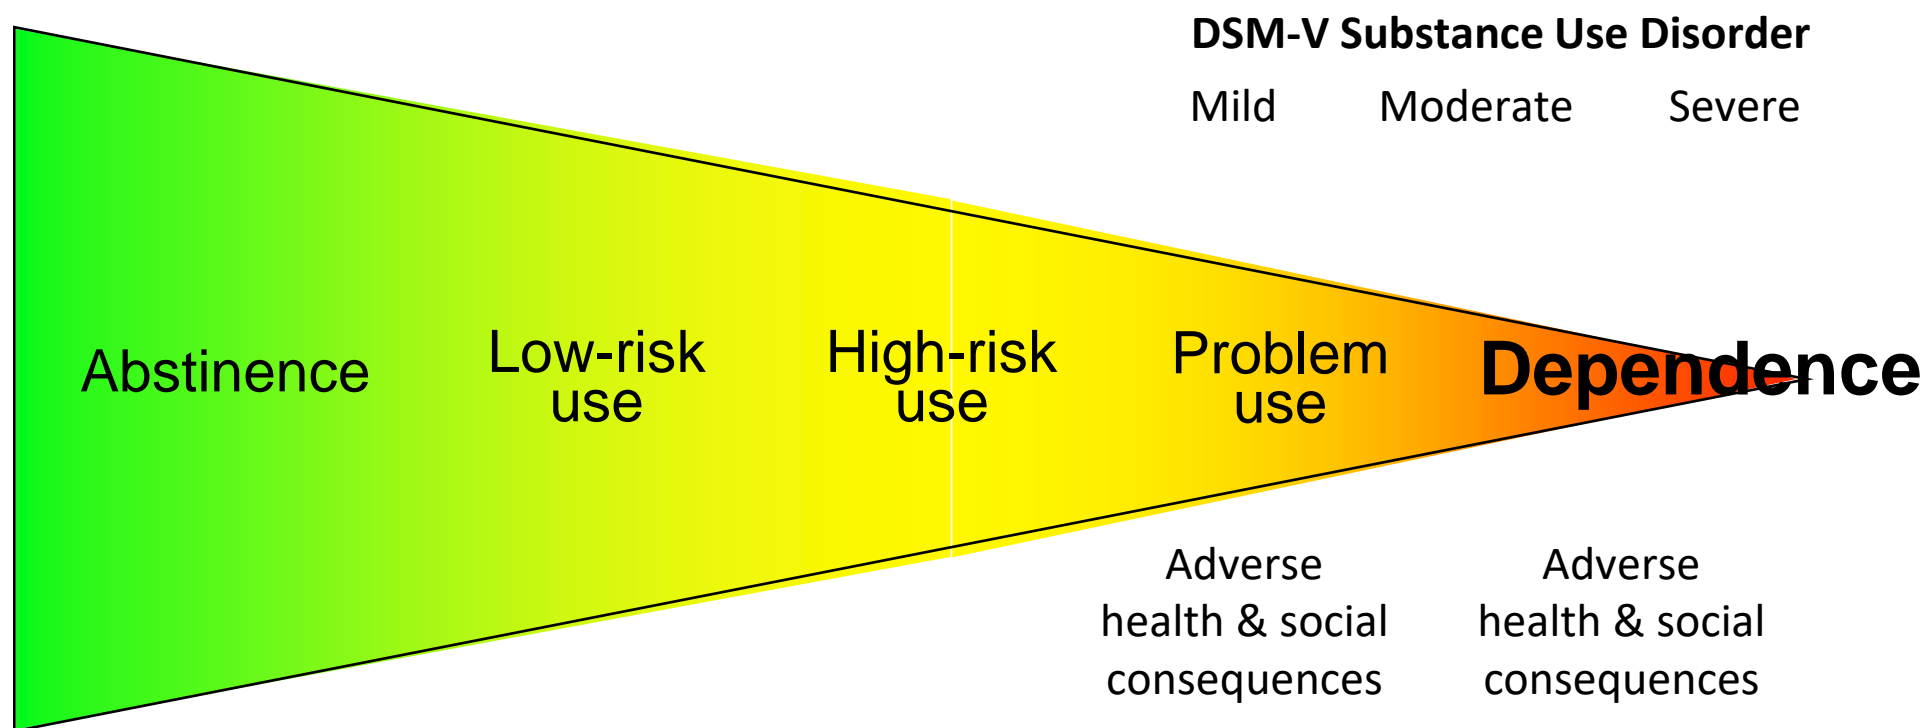 DSM-V Substance Use Disorder
Mild Moderate Severe
Abstinence
Low-risk
use
High-risk
use
Problem
use
Dependence
Adverse
health & social
consequences
Adverse
health & social
consequences